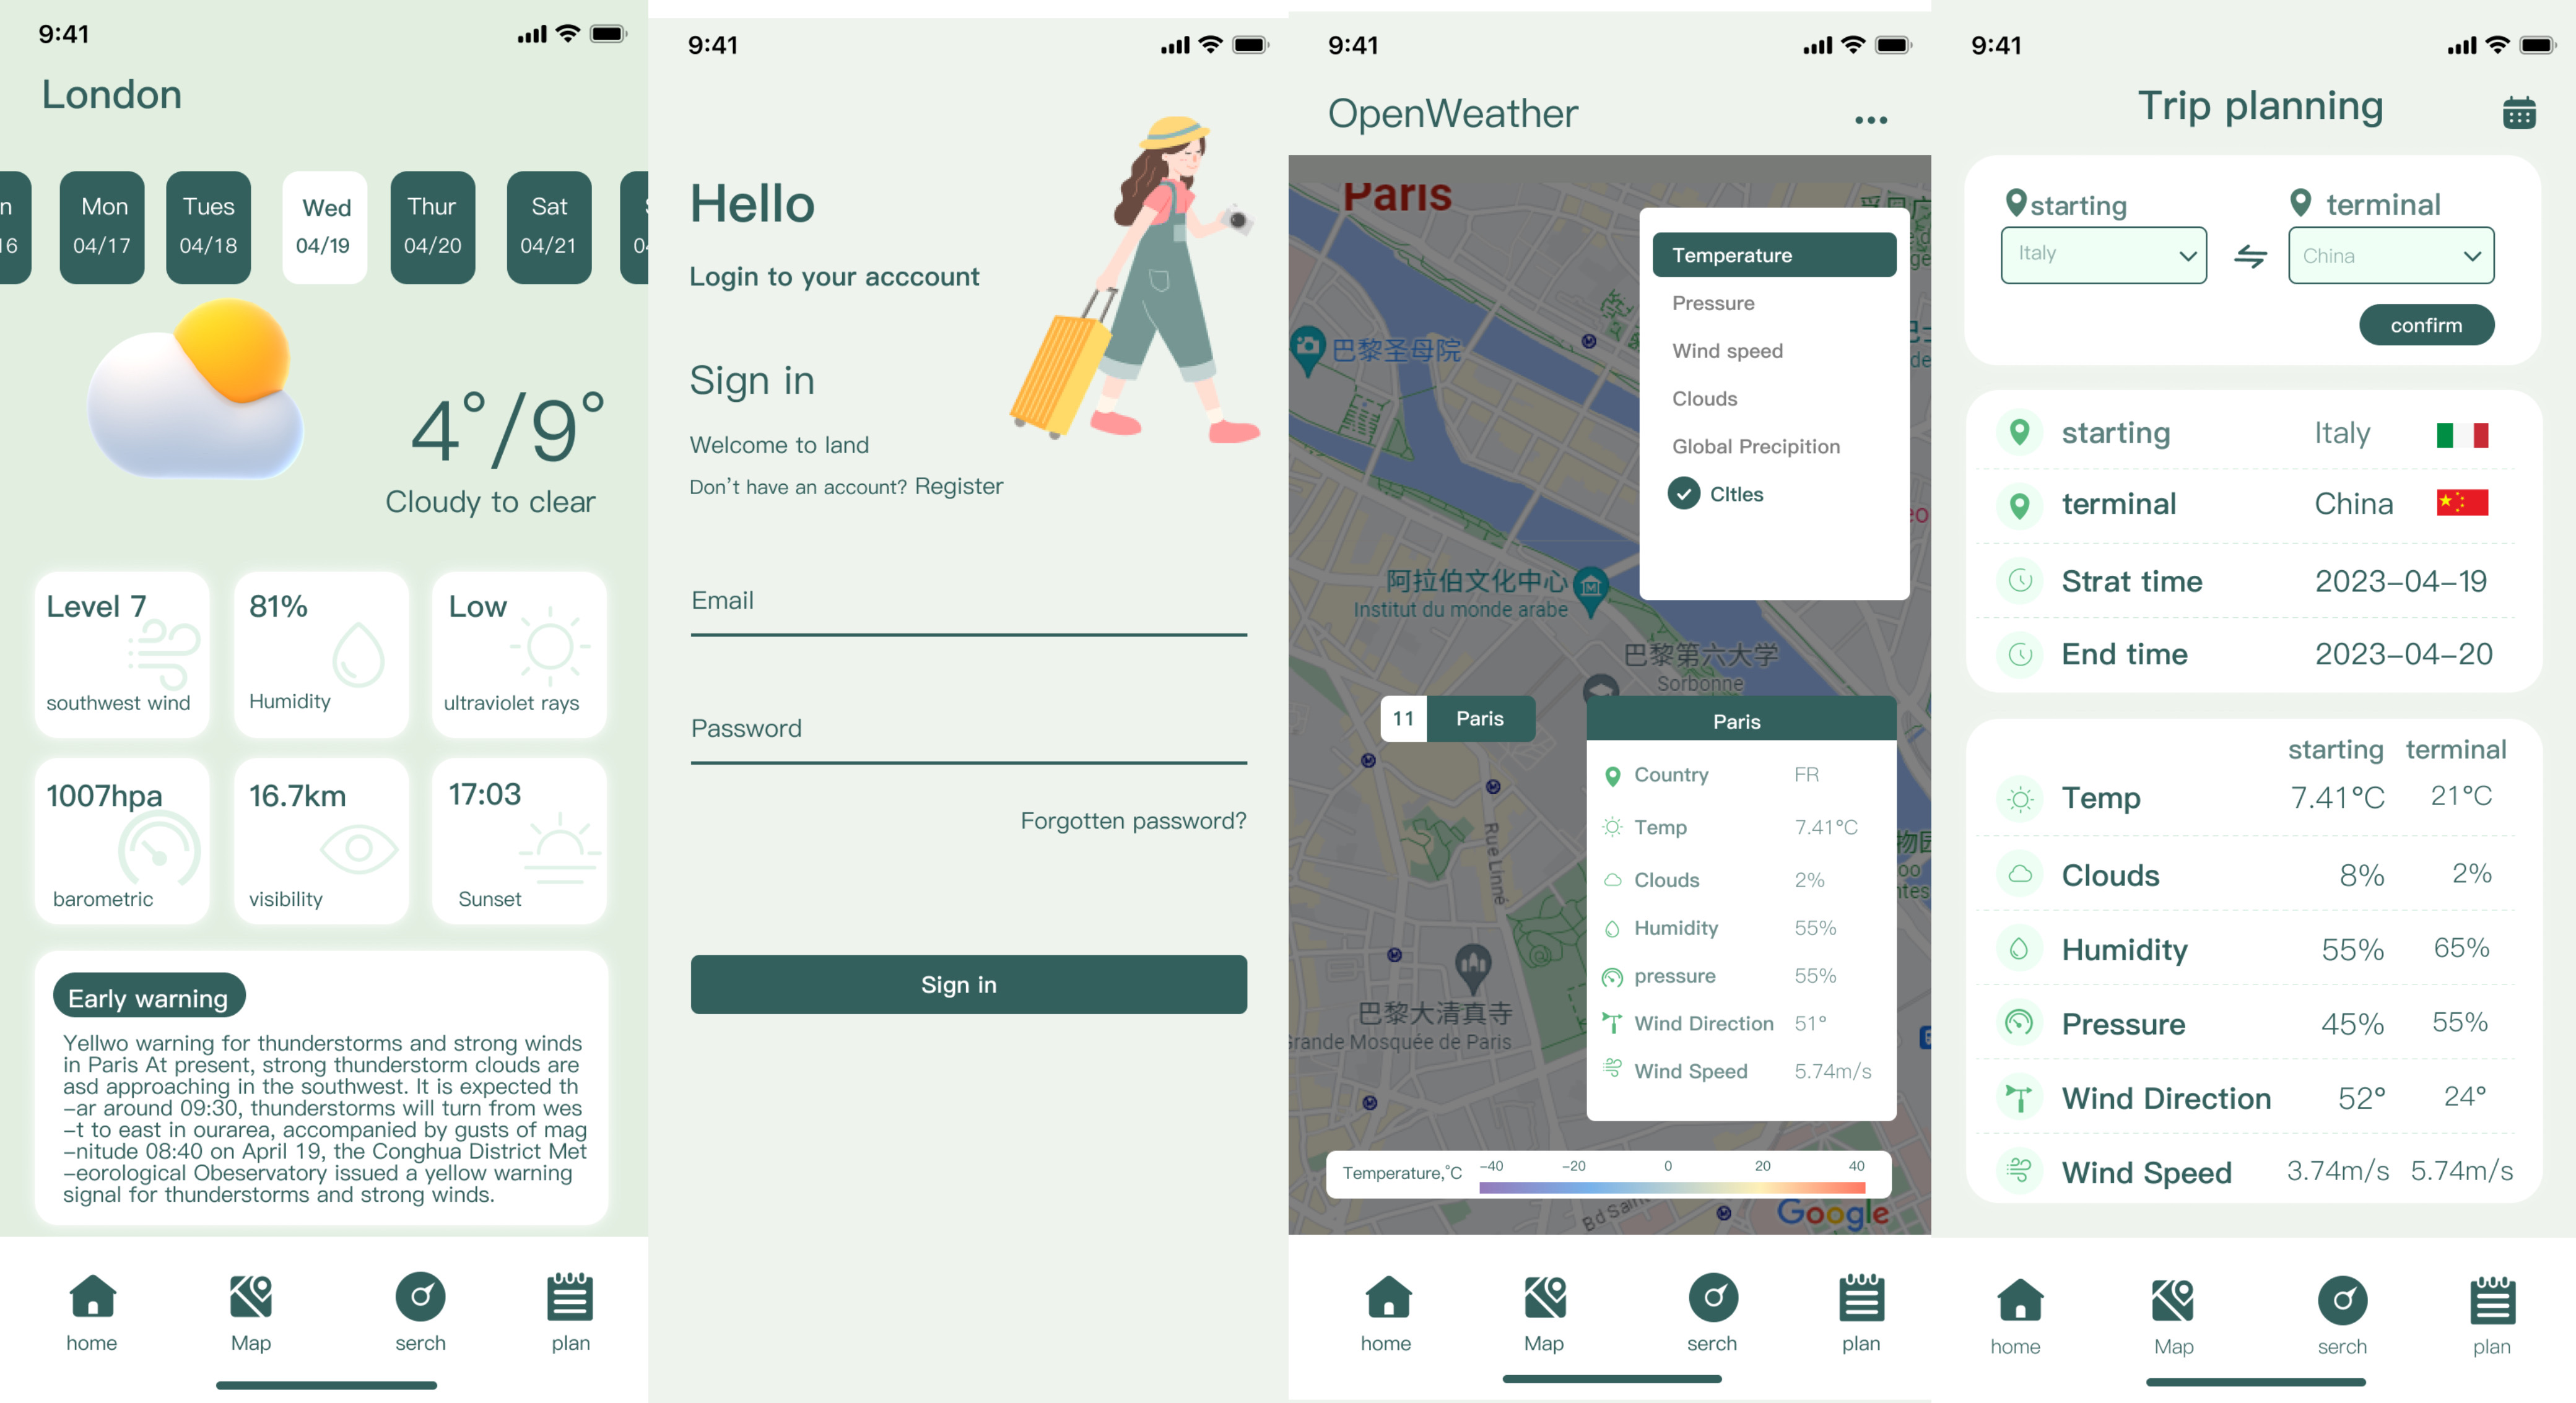 9:41
London
n
16
Mon
04/17
Tues
04/18
Wed
04/19
Thur
04/20
Sat
04/21
4°/9°
Cloudy to clear
Level 7
southwest wind
81%
Humidity
Low
ultraviolet rays
1007hpa
barometric
16.7km
visibility
17:03
Sunset
Early warning
Yellwo warning for thunderstorms and strong winds
in Paris At present, strong thunderstorm clouds are
asd approaching in the southwest. It is expected th
-ar around 09:30, thunderstorms will turn from wes
-t to east in ourarea, accompanied by gusts of mag
-nitude 08:40 on April 19, the Conghua District Met
-eorological Obeservatory issued a yellow warning
signal for thunderstorms and strong winds.
home
Map
serch
plan
9:41
Hello
Login to your acccount
Sign in
Welcome to land
Don't have an account? Register
Email
Password
Forgotten password?
Sign in
9:41
OpenWeather
Paris
Temperature
Pressure
Wind speed
Clouds
Global Precipition
CItIes
巴黎圣母院
阿拉伯文化中心
Institut du monde arabe
巴黎第六大学
Sorbonne
11
Paris
Paris
Country FR
Temp 7.41°C
Clouds 2%
Humidity 55%
pressure 55%
Wind Direction 51°
Wind Speed 5.74m/s
Rue Linné
巴黎大清真寺
Grande Mosquée de Paris
Temperature,°C -40 -20 0 20 40
Google
home
Map
serch
plan
9:41
Trip planning
starting
terminal
Italy
China
confirm
starting Italy
terminal China
Strat time 2023-04-19
End time 2023-04-20
starting terminal
Temp 7.41°C 21°C
Clouds 8% 2%
Humidity 55% 65%
Pressure 45% 55%
Wind Direction 52° 24°
Wind Speed 3.74m/s 5.74m/s
home
Map
serch
plan